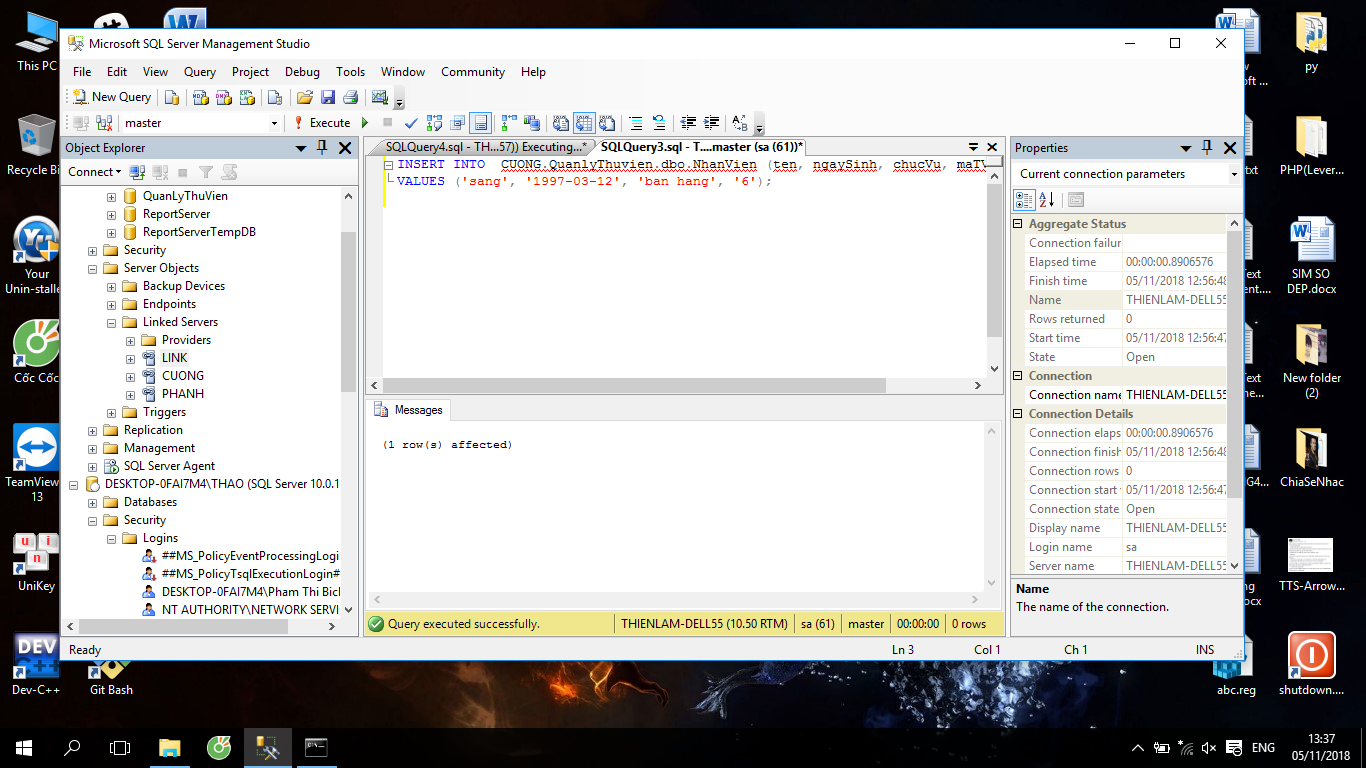 This PC
Recycle Bi
Your
Unin-stalle
Cốc Cốc
TeamView
13
UniKey
Dev-C++
Git Bash
Microsoft SQL Server Management Studio
File Edit View Query Project Debug Tools Window Community Help
New Query
master
Execute
Object Explorer
Connect
QuanLyThuVien
ReportServer
ReportServerTempDB
Security
Server Objects
Backup Devices
Endpoints
Linked Servers
Providers
LINK
CUONG
PHANH
Triggers
Replication
Management
SQL Server Agent
DESKTOP-0FAI7M4\THAO (SQL Server 10.0.1
Databases
Security
Logins
##MS_PolicyEventProcessingLogi
##MS_PolicyTsqlExecutionLogin#
DESKTOP-0FAI7M4\Pham Thi Bic
NT AUTHORITY\NETWORK SERVI
SQLQuery4.sql - TH...57)) Executing...*
SQLQuery3.sql - T....master (sa (61))*
INSERT INTO CUONG.QuanlyThuvien.dbo.NhanVien (ten, ngaySinh, chucVu, maTV
VALUES ('sang', '1997-03-12', 'ban hang', '6');
Messages
(1 row(s) affected)
Query executed successfully.
THIENLAM-DELL55 (10.50 RTM)
sa (61)
master
00:00:00
0 rows
Properties
Current connection parameters
Aggregate Status
Connection failur
Elapsed time 00:00:00.8906576
Finish time 05/11/2018 12:56:48
Name THIENLAM-DELL55
Rows returned 0
Start time 05/11/2018 12:56:47
State Open
Connection
Connection name THIENLAM-DELL55
Connection Details
Connection elaps 00:00:00.8906576
Connection finish 05/11/2018 12:56:48
Connection rows 0
Connection start 05/11/2018 12:56:47
Connection state Open
Display name THIENLAM-DELL55
Login name sa
Server name THIENLAM-DELL55
Name
The name of the connection.
Ready
Ln 3
Col 1
Ch 1
INS
py
PHP(Lever...
SIM SO
DEP.docx
New folder
(2)
ChiaSeNhac
TTS-Arrow...
abc.reg
shutdown....
ENG
13:37
05/11/2018